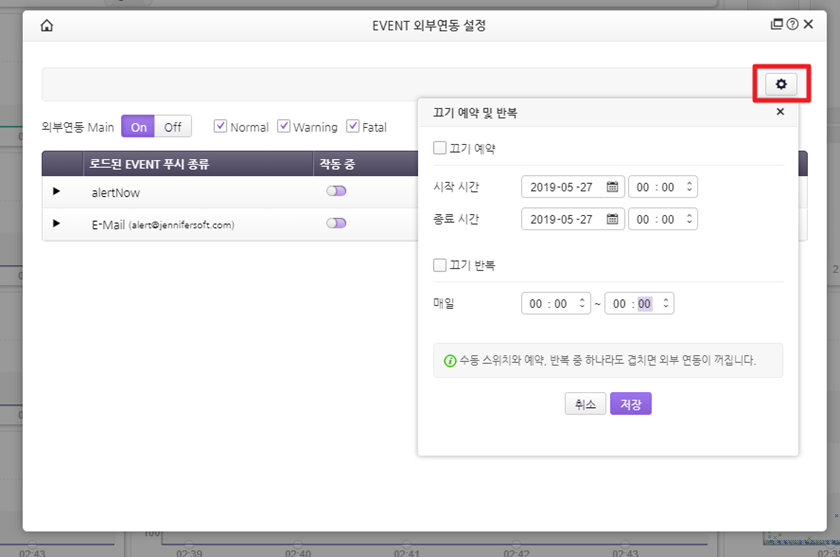 EVENT 외부연동 설정
외부연동 Main On Off Normal Warning Fatal
로드된 EVENT 푸시 종류 작동 중
alertNow
E-Mail (alert@jennifersoft.com)
끄기 예약 및 반복
끄기 예약
시작 시간 2019-05-27 00 : 00
종료 시간 2019-05-27 00 : 00
끄기 반복
매일 00 : 00 ~ 00 : 00
수동 스위치와 예약, 반복 중 하나라도 겹치면 외부 연동이 꺼집니다.
취소 저장
100
02:43 02:39 02:40 02:41 02:42 02:43